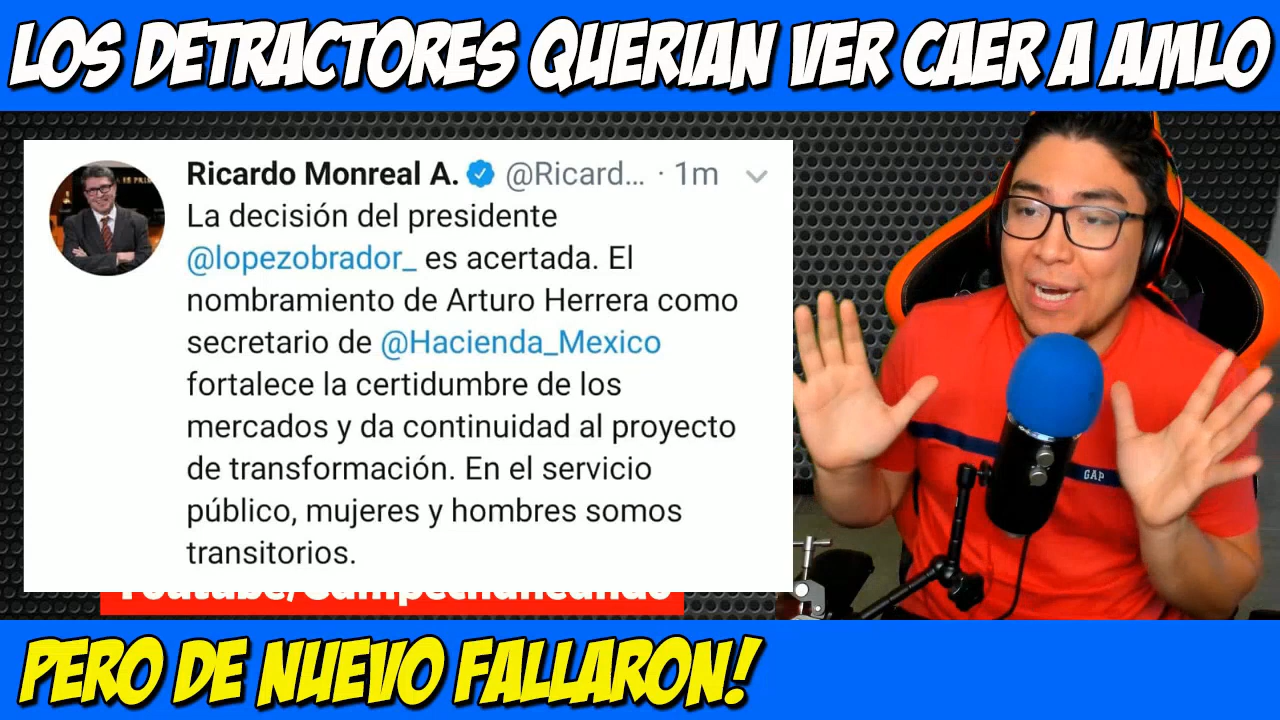 LOS DETRACTORES QUERIAN VER CAER A AMLO
Ricardo Monreal A. @Ricard... · 1m
La decisión del presidente
@lopezobrador_ es acertada. El
nombramiento de Arturo Herrera como
secretario de @Hacienda_Mexico
fortalece la certidumbre de los
mercados y da continuidad al proyecto
de transformación. En el servicio
público, mujeres y hombres somos
transitorios.
Youtube/Campechaneando
GAP
PERO DE NUEVO FALLARON!